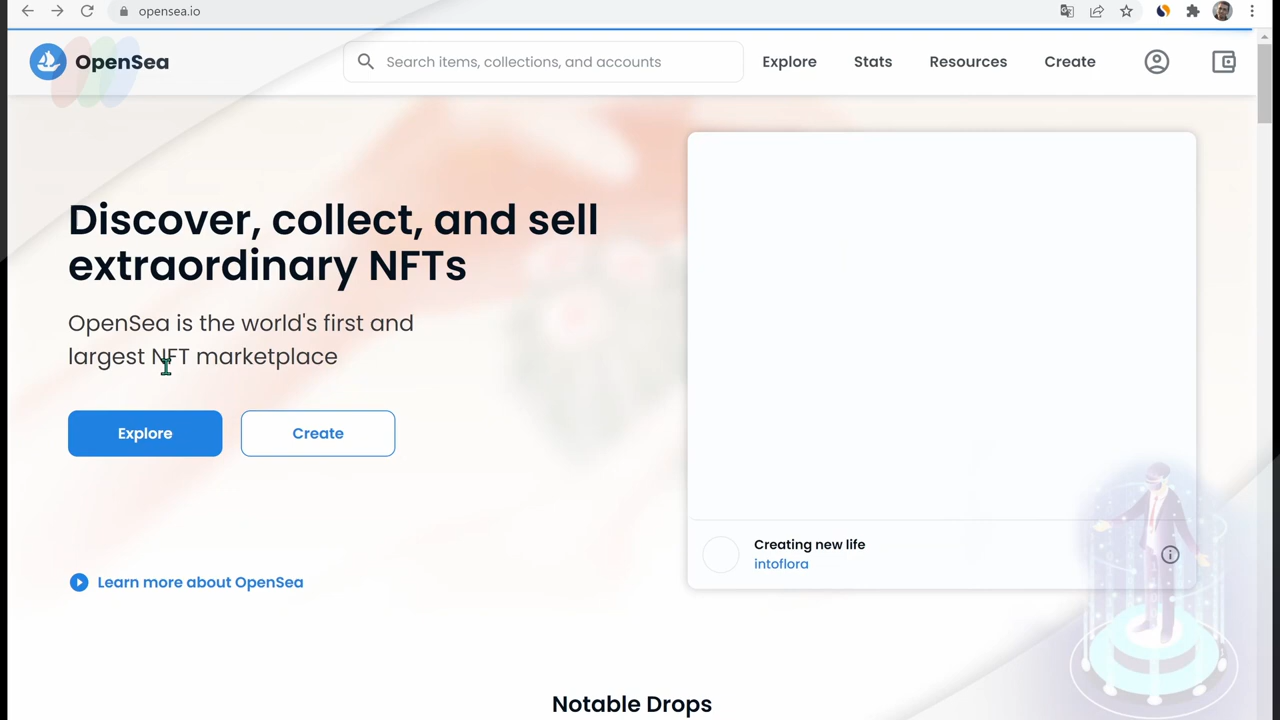 opensea.io
OpenSea
Search items, collections, and accounts
Explore
Stats
Resources
Create
Discover, collect, and sell
extraordinary NFTs
OpenSea is the world's first and
largest NFT marketplace
Explore
Create
Creating new life
intoflora
Learn more about OpenSea
Notable Drops